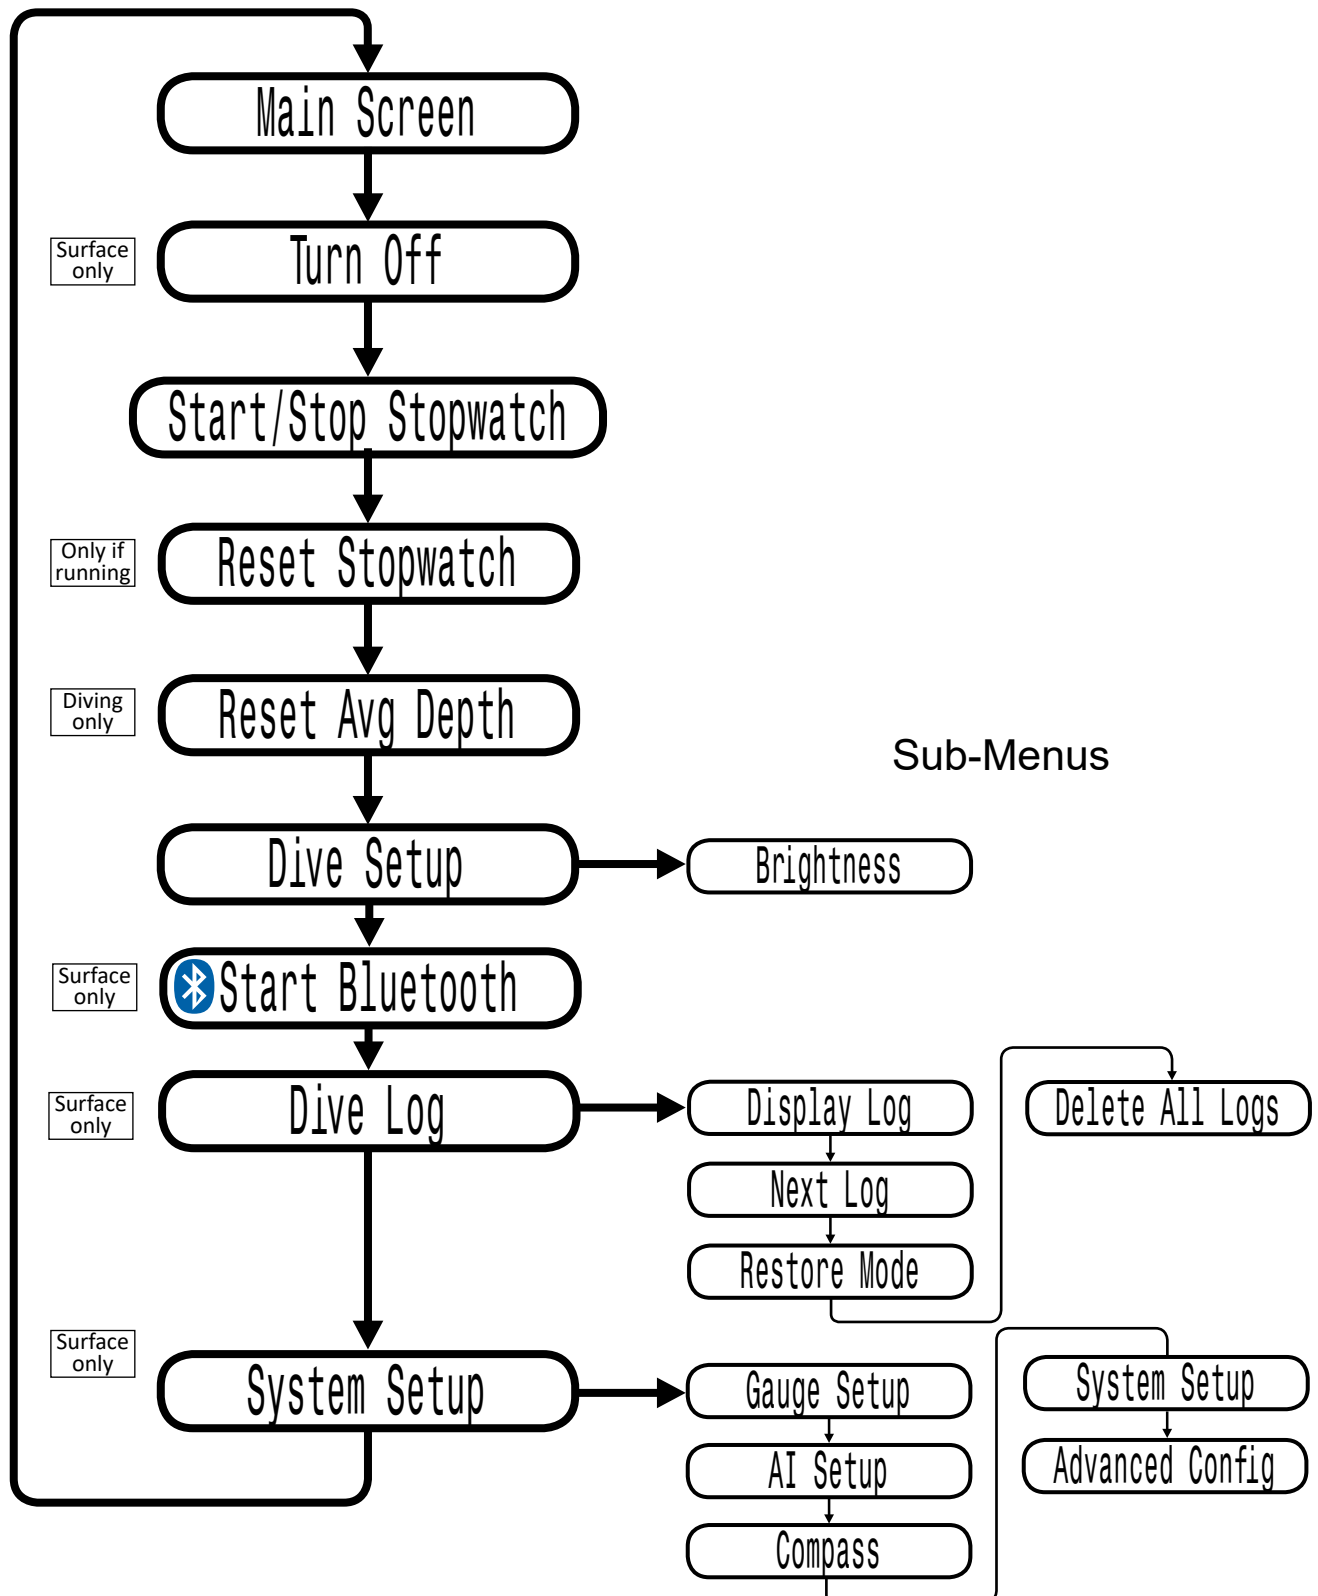 Main Screen
Surface
only
Turn Off
Start/Stop Stopwatch
Only if
running
Reset Stopwatch
Diving
only
Reset Avg Depth
Sub-Menus
Dive Setup
Brightness
Surface
only
Start Bluetooth
Surface
only
Dive Log
Display Log
Next Log
Restore Mode
Delete All Logs
Surface
only
System Setup
Gauge Setup
AI Setup
Compass
System Setup
Advanced Config